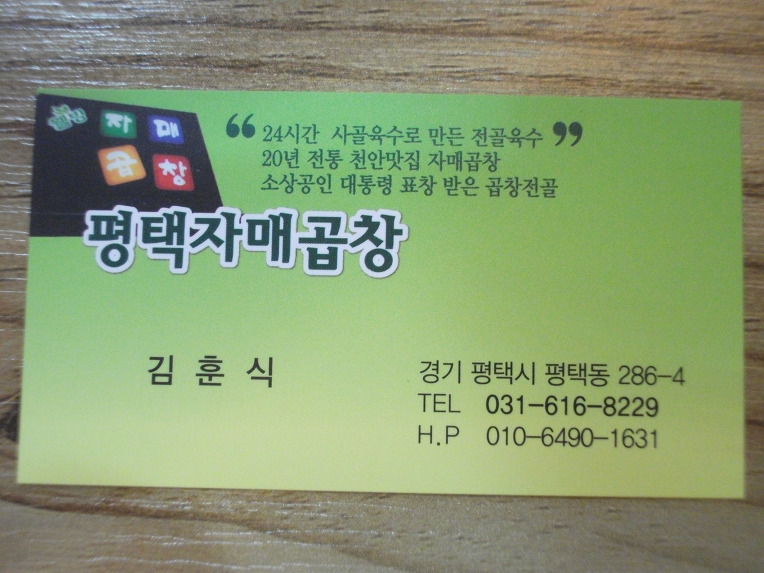 자매
곱창
“ 24시간 사골육수로 만든 전골육수 ”
20년 전통 천안맛집 자매곱창
소상공인 대통령 표창 받은 곱창전골
평택자매곱창
김 훈 식
경기 평택시 평택동 286-4
TEL 031-616-8229
H.P 010-6490-1631